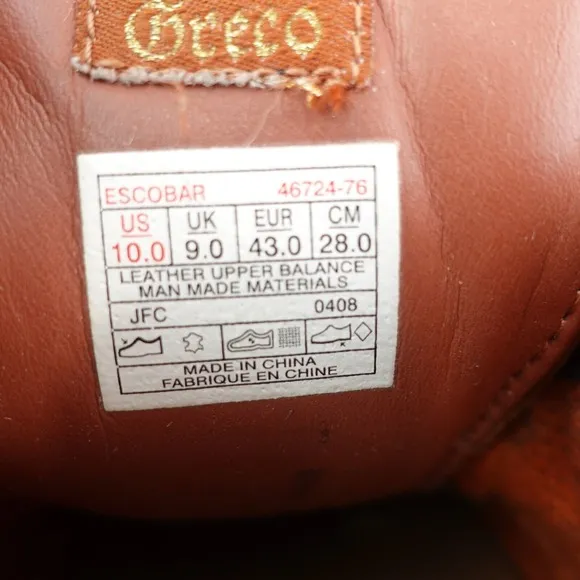 Greco
ESCOBAR 46724-76
US UK EUR CM
10.0 9.0 43.0 28.0
LEATHER UPPER BALANCE
MAN MADE MATERIALS
JFC 0408
MADE IN CHINA
FABRIQUE EN CHINE